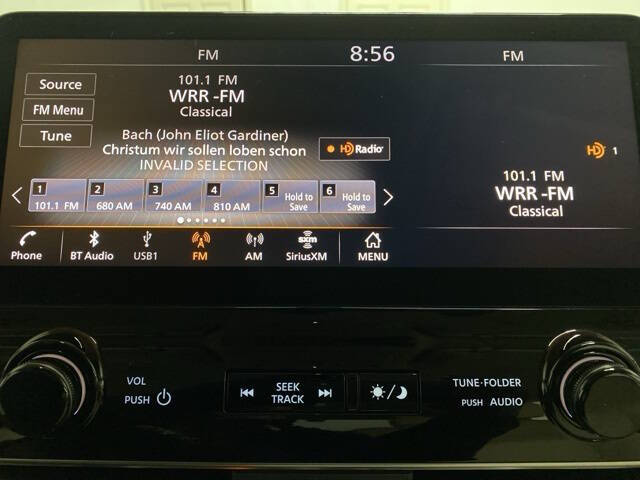 FM
8:56
FM
Source
FM Menu
Tune
101.1 FM
WRR -FM
Classical
Bach (John Eliot Gardiner)
Christum wir sollen loben schon
INVALID SELECTION
HD Radio
HD 1
101.1 FM
WRR -FM
Classical
1 101.1 FM
2 680 AM
3 740 AM
4 810 AM
5 Hold to Save
6 Hold to Save
Phone
BT Audio
USB1
FM
AM
sxm
SiriusXM
MENU
VOL
PUSH
SEEK
TRACK
TUNE·FOLDER
PUSH AUDIO